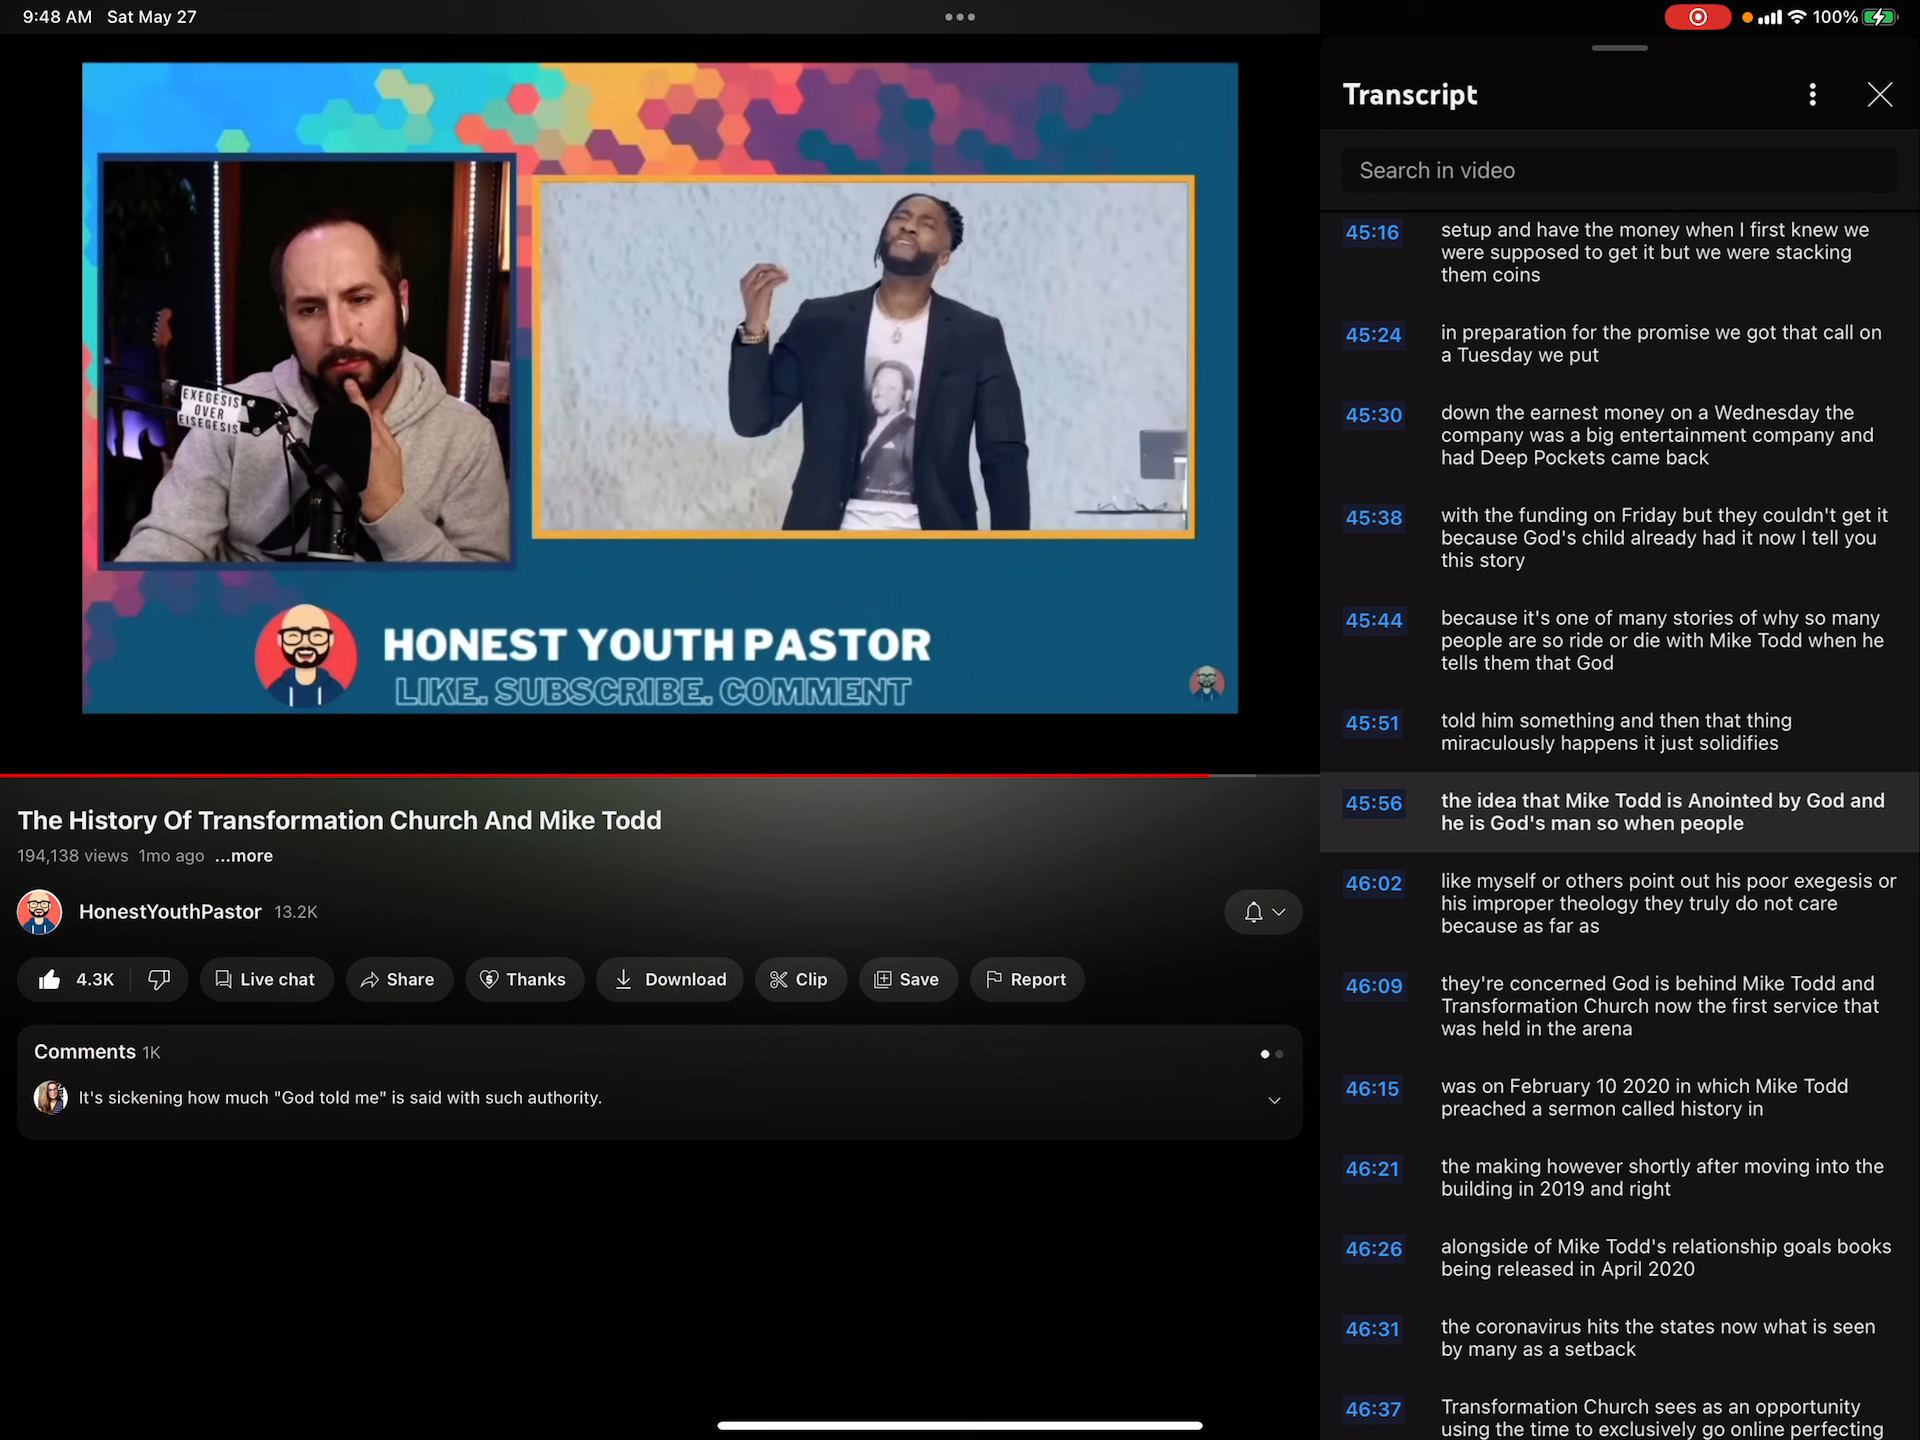 9:48 AM Sat May 27
100%
EXEGESIS
OVER
EISEGESIS
HONEST YOUTH PASTOR
LIKE. SUBSCRIBE. COMMENT
The History Of Transformation Church And Mike Todd
194,138 views 1mo ago ...more
HonestYouthPastor 13.2K
4.3K
Live chat
Share
Thanks
Download
Clip
Save
Report
Comments 1K
It's sickening how much "God told me" is said with such authority.
Transcript
Search in video
45:16 setup and have the money when I first knew we
were supposed to get it but we were stacking
them coins
45:24 in preparation for the promise we got that call on
a Tuesday we put
45:30 down the earnest money on a Wednesday the
company was a big entertainment company and
had Deep Pockets came back
45:38 with the funding on Friday but they couldn't get it
because God's child already had it now I tell you
this story
45:44 because it's one of many stories of why so many
people are so ride or die with Mike Todd when he
tells them that God
45:51 told him something and then that thing
miraculously happens it just solidifies
45:56 the idea that Mike Todd is Anointed by God and
he is God's man so when people
46:02 like myself or others point out his poor exegesis or
his improper theology they truly do not care
because as far as
46:09 they're concerned God is behind Mike Todd and
Transformation Church now the first service that
was held in the arena
46:15 was on February 10 2020 in which Mike Todd
preached a sermon called history in
46:21 the making however shortly after moving into the
building in 2019 and right
46:26 alongside of Mike Todd's relationship goals books
being released in April 2020
46:31 the coronavirus hits the states now what is seen
by many as a setback
46:37 Transformation Church sees as an opportunity
using the time to exclusively go online perfecting